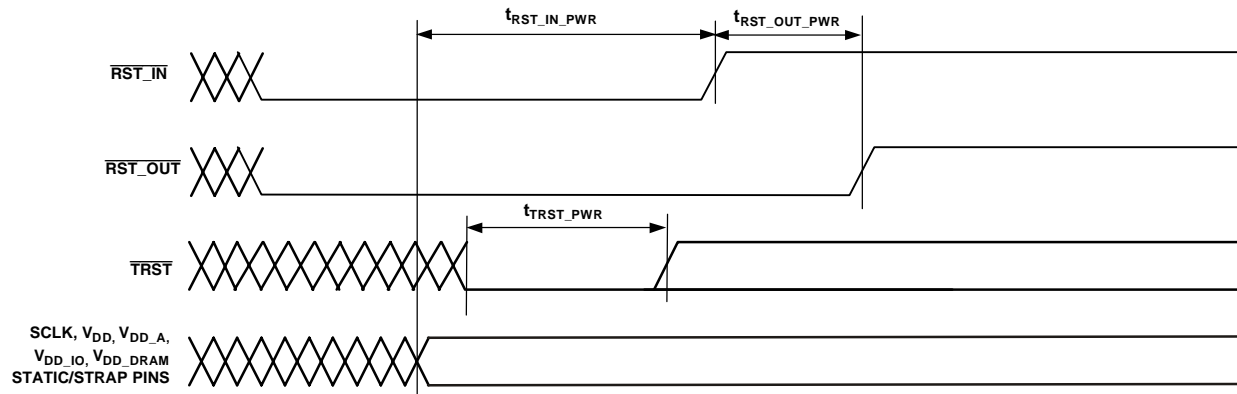 tRST_IN_PWR
tRST_OUT_PWR
RST_IN
RST_OUT
tTRST_PWR
TRST
SCLK, VDD, VDD_A,
VDD_IO, VDD_DRAM
STATIC/STRAP PINS